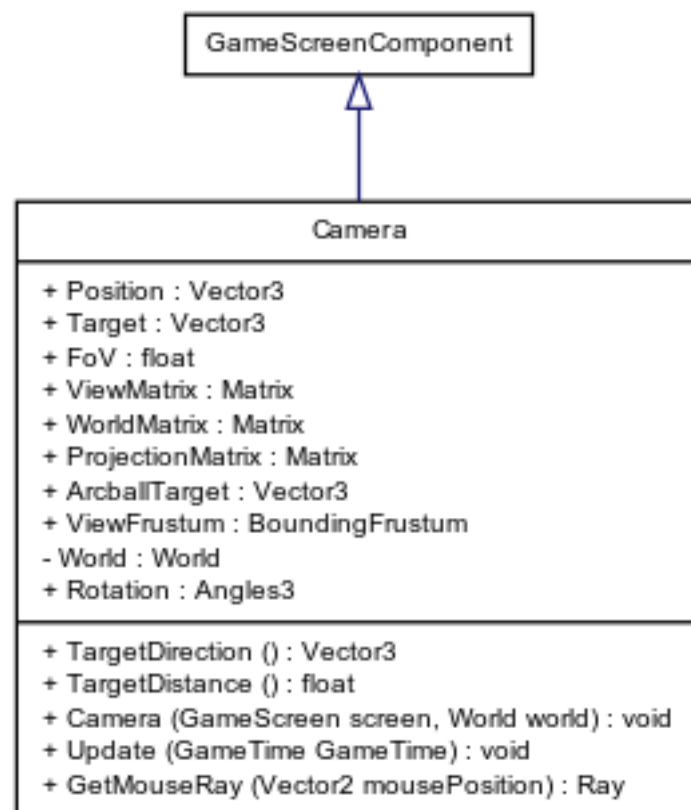 GameScreenComponent
Camera
+ Position : Vector3
+ Target : Vector3
+ FoV : float
+ ViewMatrix : Matrix
+ WorldMatrix : Matrix
+ ProjectionMatrix : Matrix
+ ArcballTarget : Vector3
+ ViewFrustum : BoundingFrustum
- World : World
+ Rotation : Angles3
+ TargetDirection () : Vector3
+ TargetDistance () : float
+ Camera (GameScreen screen, World world) : void
+ Update (GameTime GameTime) : void
+ GetMouseRay (Vector2 mousePosition) : Ray